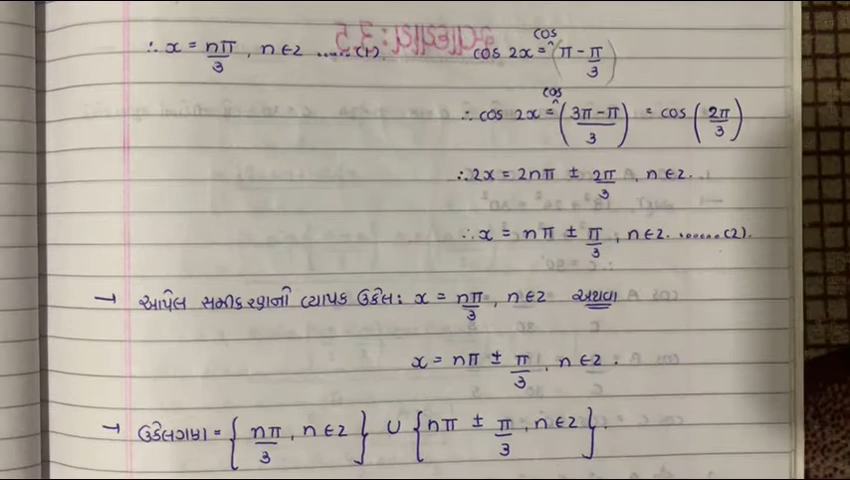 ∴ x = nπ/3 , n ∈ Z ......(1)
cos 2x = cos (π - π/3)
∴ cos 2x = cos (3π - π/3) = cos (2π/3)
∴ 2x = 2nπ ± 2π/3 , n ∈ Z .
∴ x = nπ ± π/3 , n ∈ Z .......(2).
→ આપેલ સમીકરણનો વ્યાપક ઉકેલ: x = nπ/3 , n ∈ Z અથવા
x = nπ ± π/3 , n ∈ Z .
→ ઉકેલગણ = { nπ/3 , n ∈ Z } ∪ { nπ ± π/3 , n ∈ Z } .